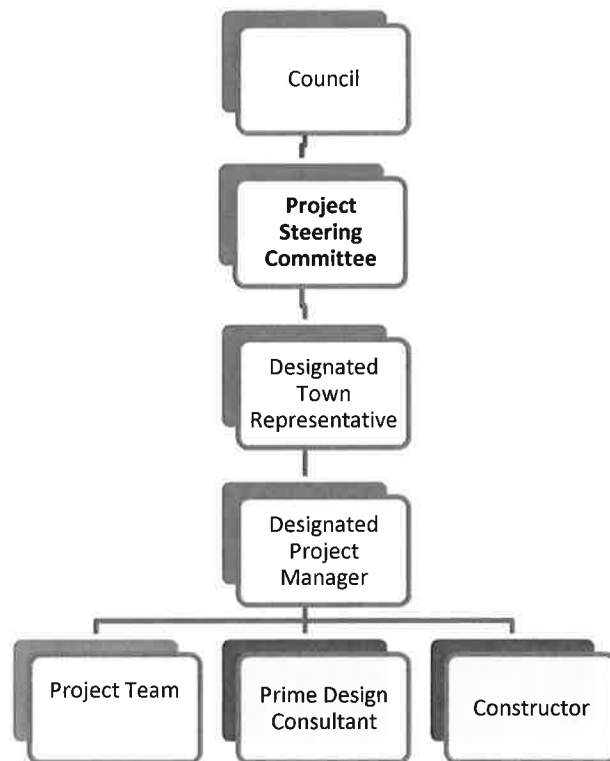 Council
Project
Steering
Committee
Designated
Town
Representative
Designated
Project
Manager
Project Team
Prime Design
Consultant
Constructor